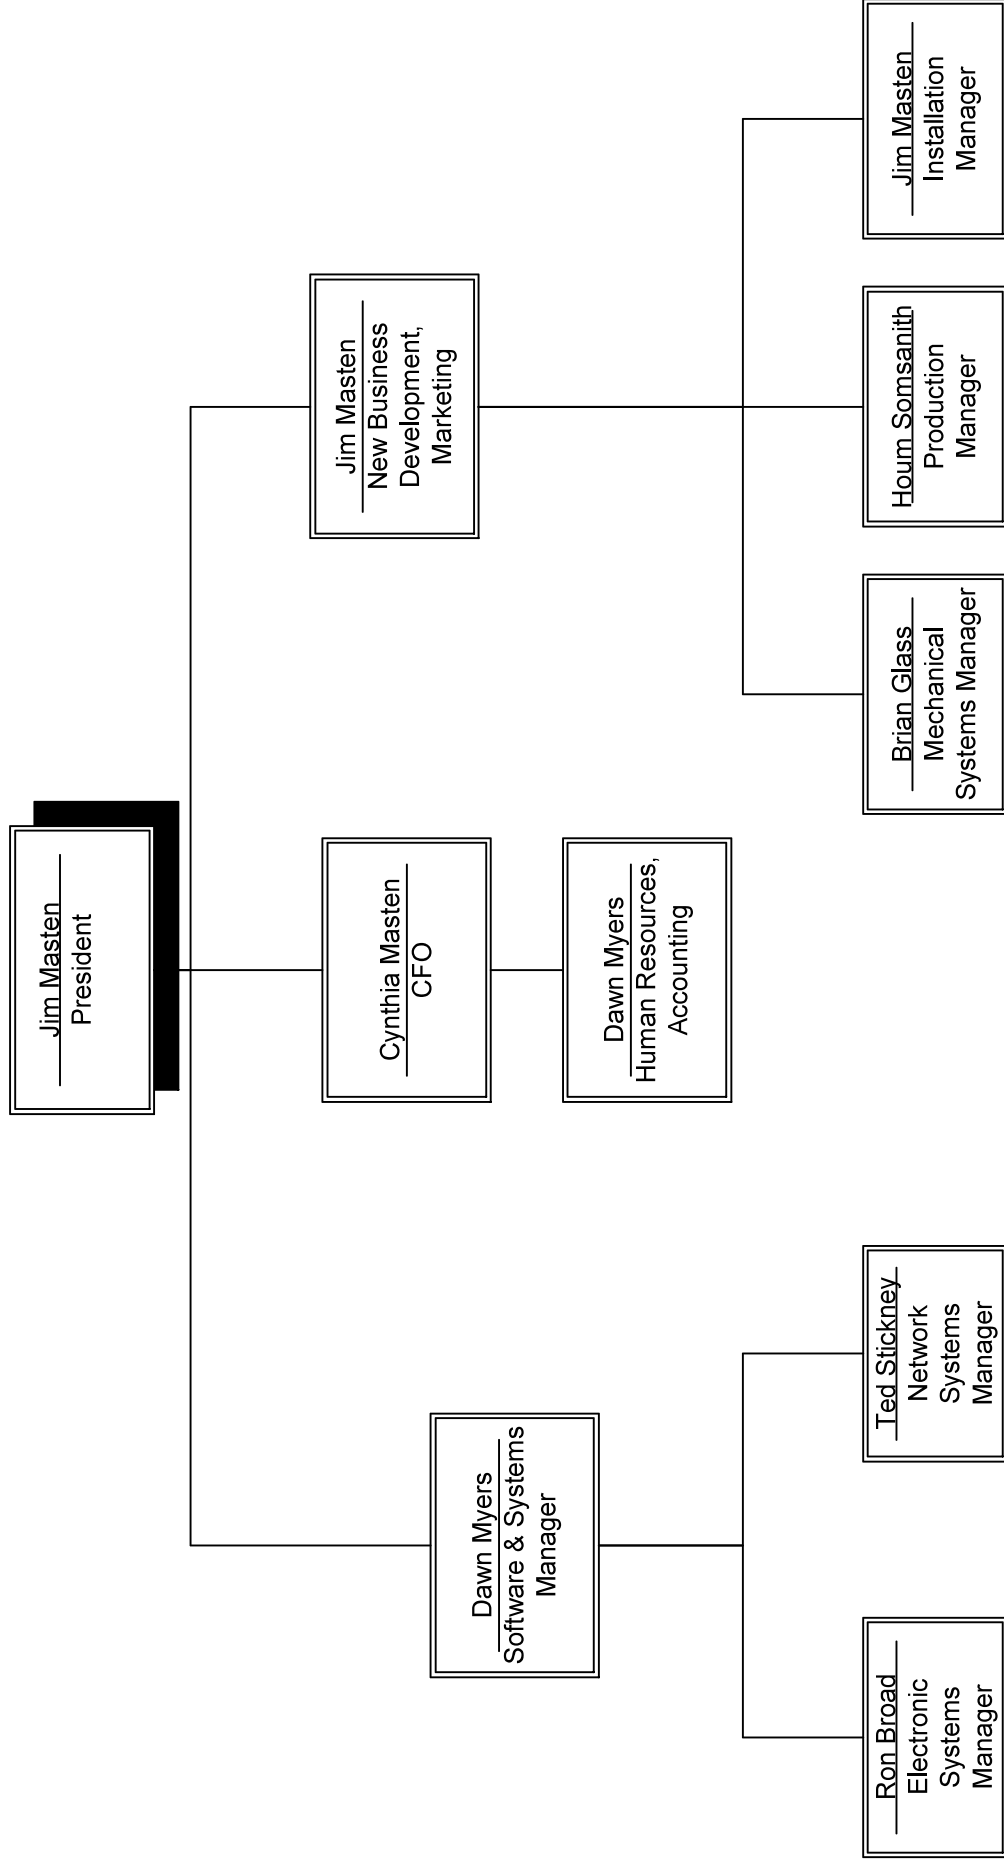 Jim Masten
President
Dawn Myers
Software & Systems
Manager
Cynthia Masten
CFO
Jim Masten
New Business
Development,
Marketing
Dawn Myers
Human Resources,
Accounting
Ron Broad
Electronic
Systems
Manager
Ted Stickney
Network
Systems
Manager
Brian Glass
Mechanical
Systems Manager
Houm Somsanith
Production
Manager
Jim Masten
Installation
Manager